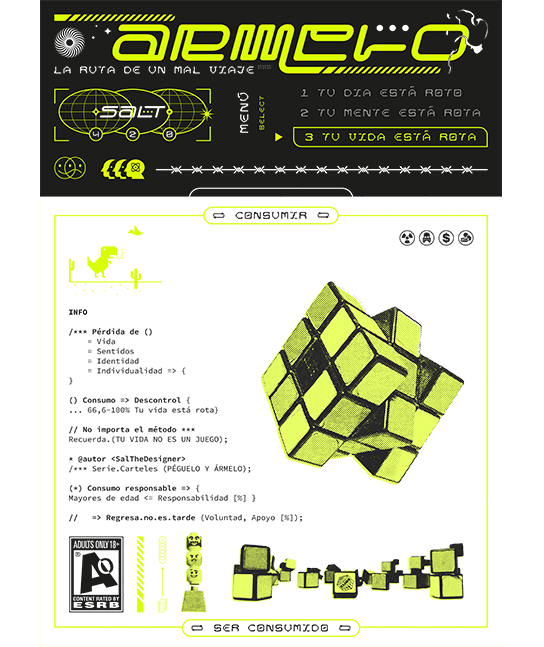 ARMELO
LA RUTA DE UN MAL VIAJE
SALT
4 2 0
MENÚ
SELECT
1 TU DIA ESTÁ ROTO
2 TU MENTE ESTÁ ROTA
3 TU VIDA ESTÁ ROTA
CONSUMIR
INFO
/*** Pérdida de ()
= Vida
= Sentidos
= Identidad
= Individualidad => {
}
() Consumo => Descontrol {
... 66,6-100% Tu vida está rota}
// No importa el método ***
Recuerda.(TU VIDA NO ES UN JUEGO);
* @autor <SalTheDesigner>
/*** Serie.Carteles (PÉGUELO Y ÁRMELO);
(*) Consumo responsable => {
Mayores de edad <= Responsabilidad [%] }
// => Regresa.no.es.tarde (Voluntad, Apoyo [%]);
ADULTS ONLY 18+
AO
CONTENT RATED BY
ESRB
SER CONSUMIDO